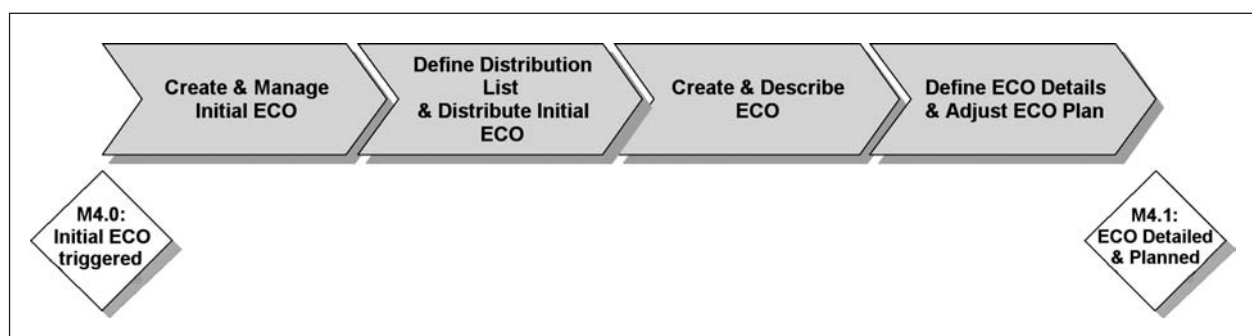 Create & Manage
Initial ECO
Define Distribution
List
& Distribute Initial
ECO
Create & Describe
ECO
Define ECO Details
& Adjust ECO Plan
M4.0:
Initial ECO
triggered
M4.1:
ECO Detailed
& Planned